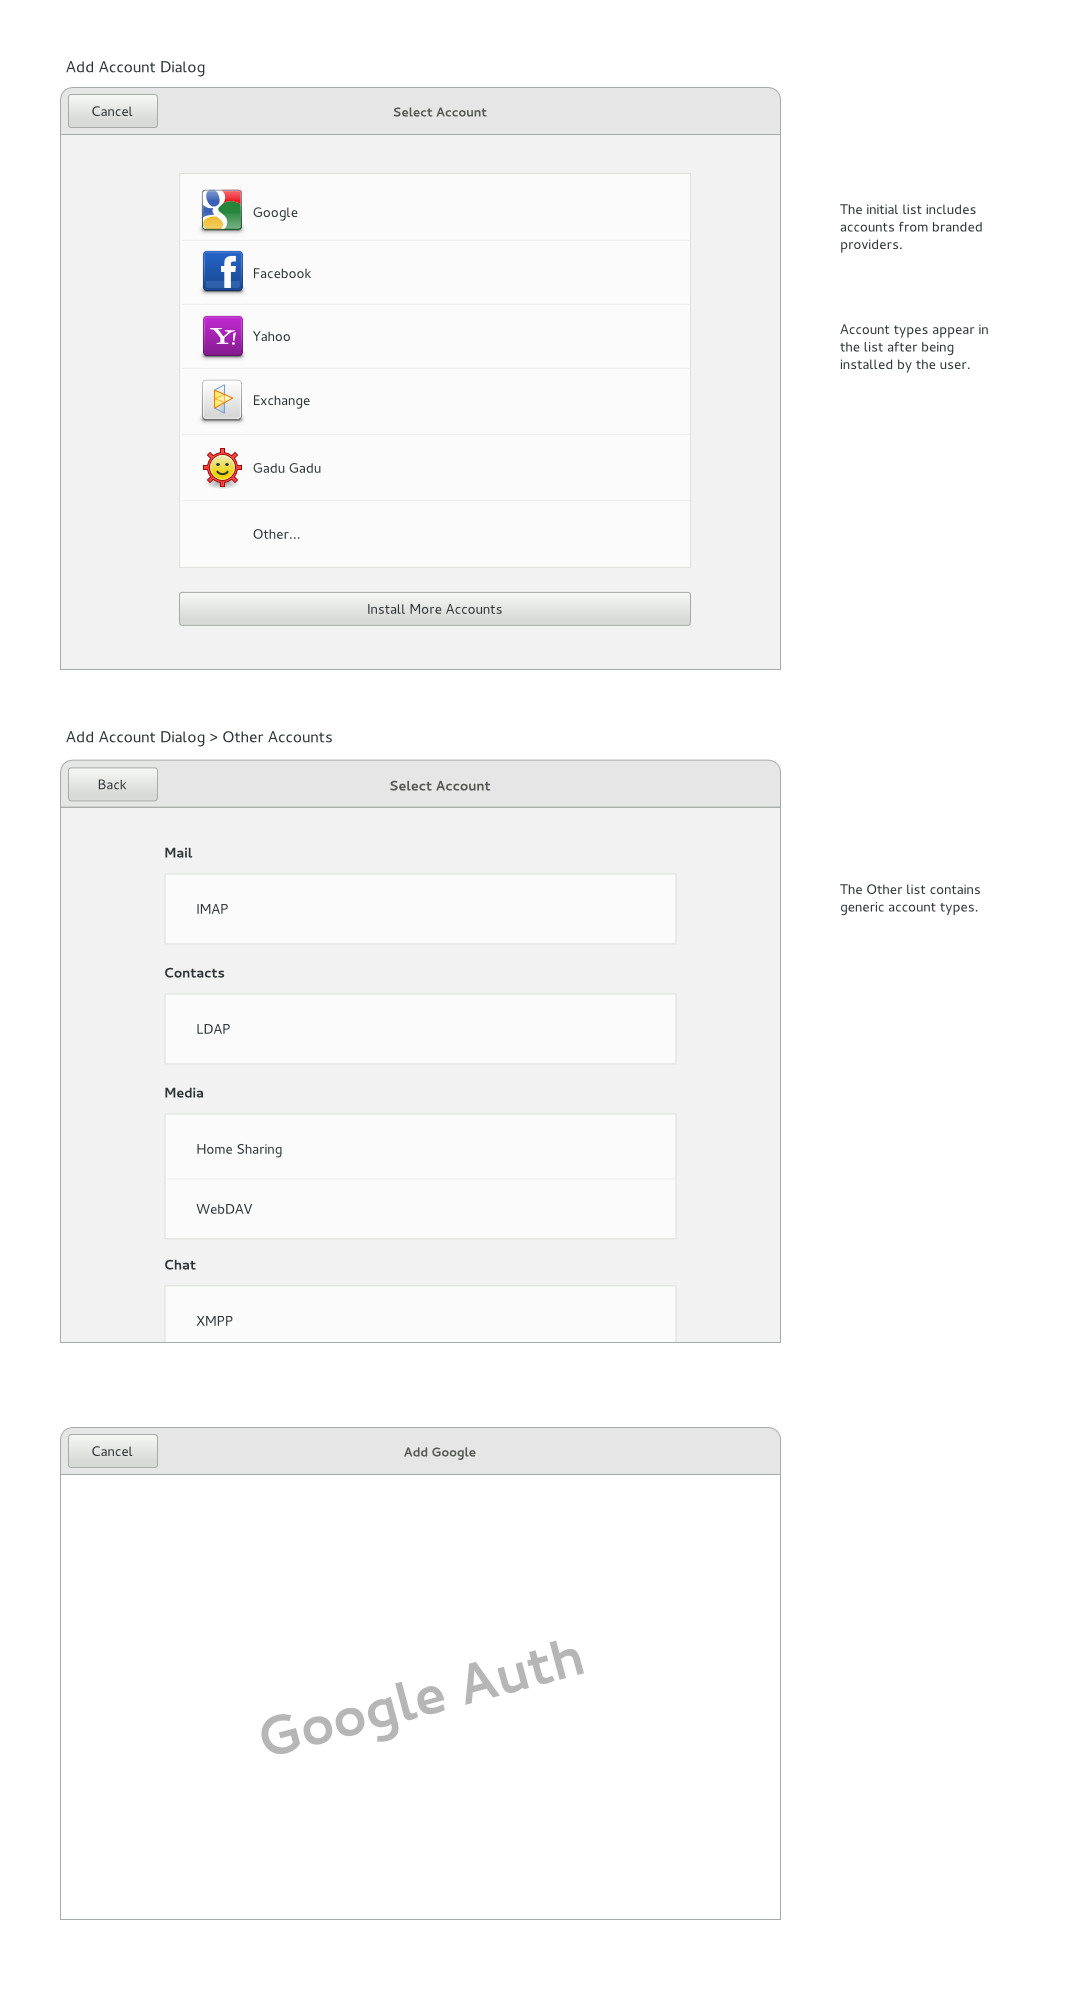 Add Account Dialog
Cancel
Select Account
Google
Facebook
Y!
Yahoo
Exchange
Gadu Gadu
Other...
Install More Accounts
The initial list includes
accounts from branded
providers.
Account types appear in
the list after being
installed by the user.
Add Account Dialog > Other Accounts
Back
Select Account
Mail
IMAP
Contacts
LDAP
Media
Home Sharing
WebDAV
Chat
XMPP
The Other list contains
generic account types.
Cancel
Add Google
Google Auth